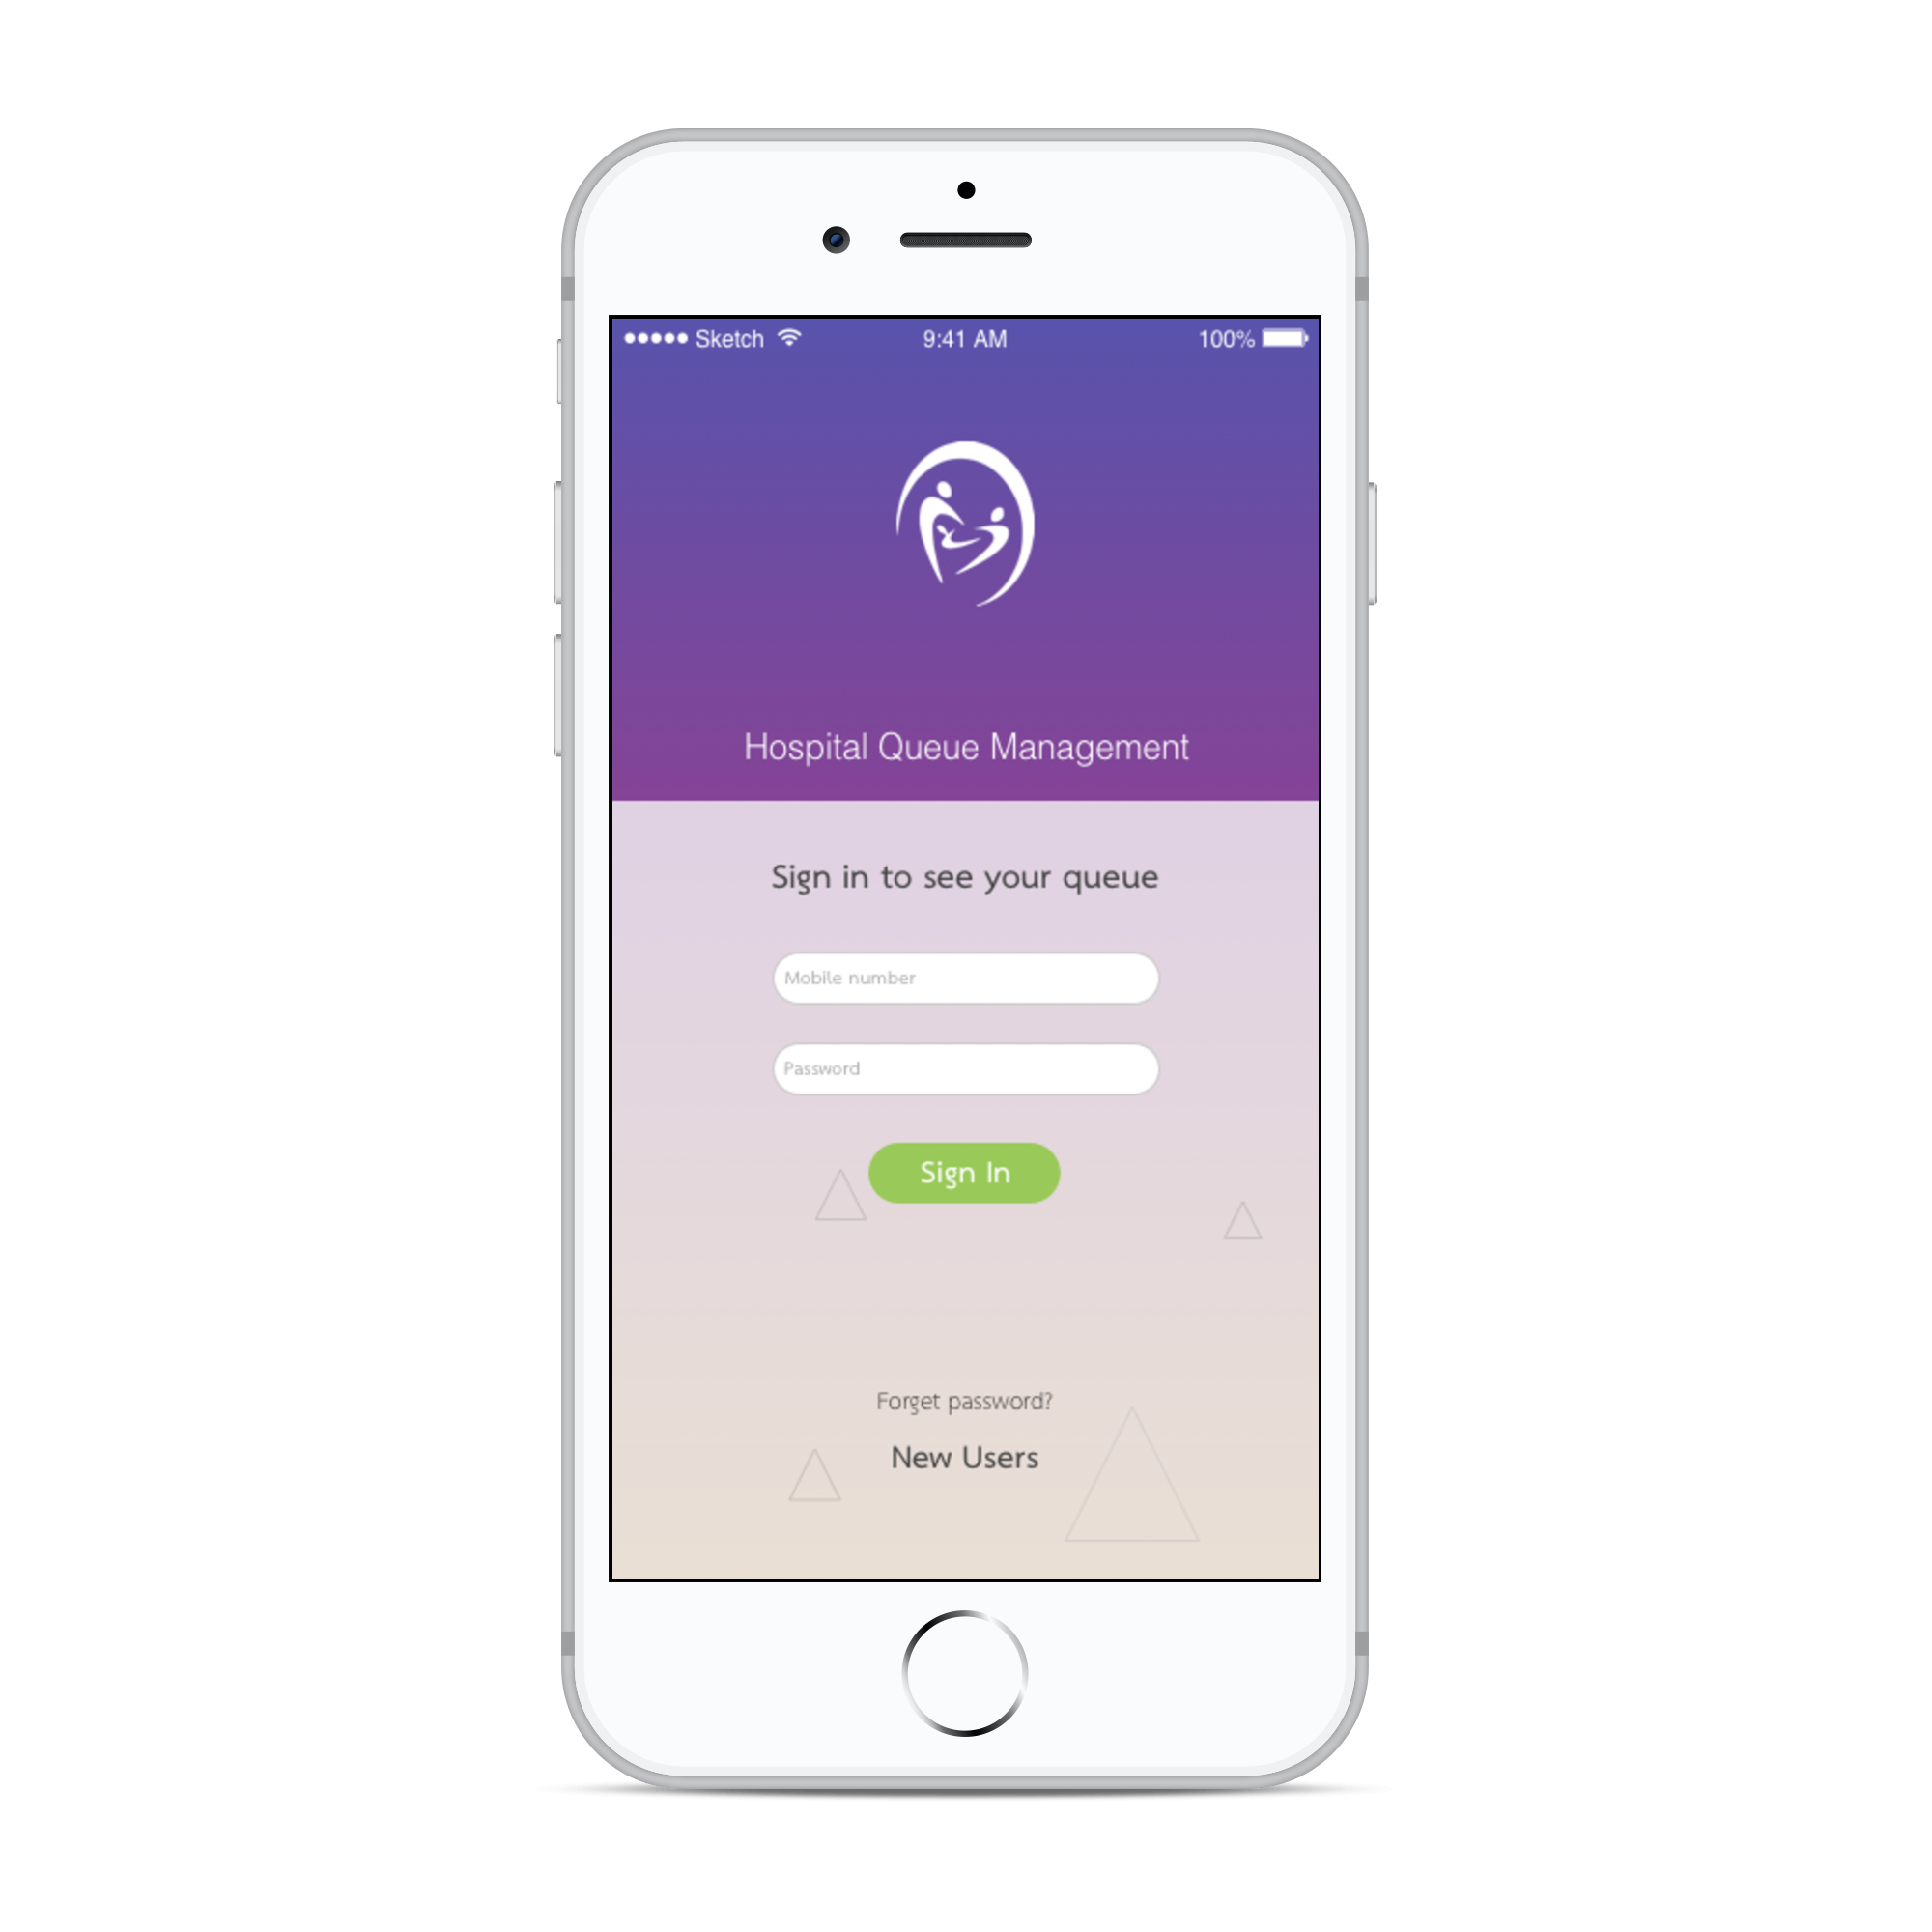 Sketch 9:41 AM 100%
Hospital Queue Management
Sign in to see your queue
Mobile number
Password
Sign In
Forget password?
New Users